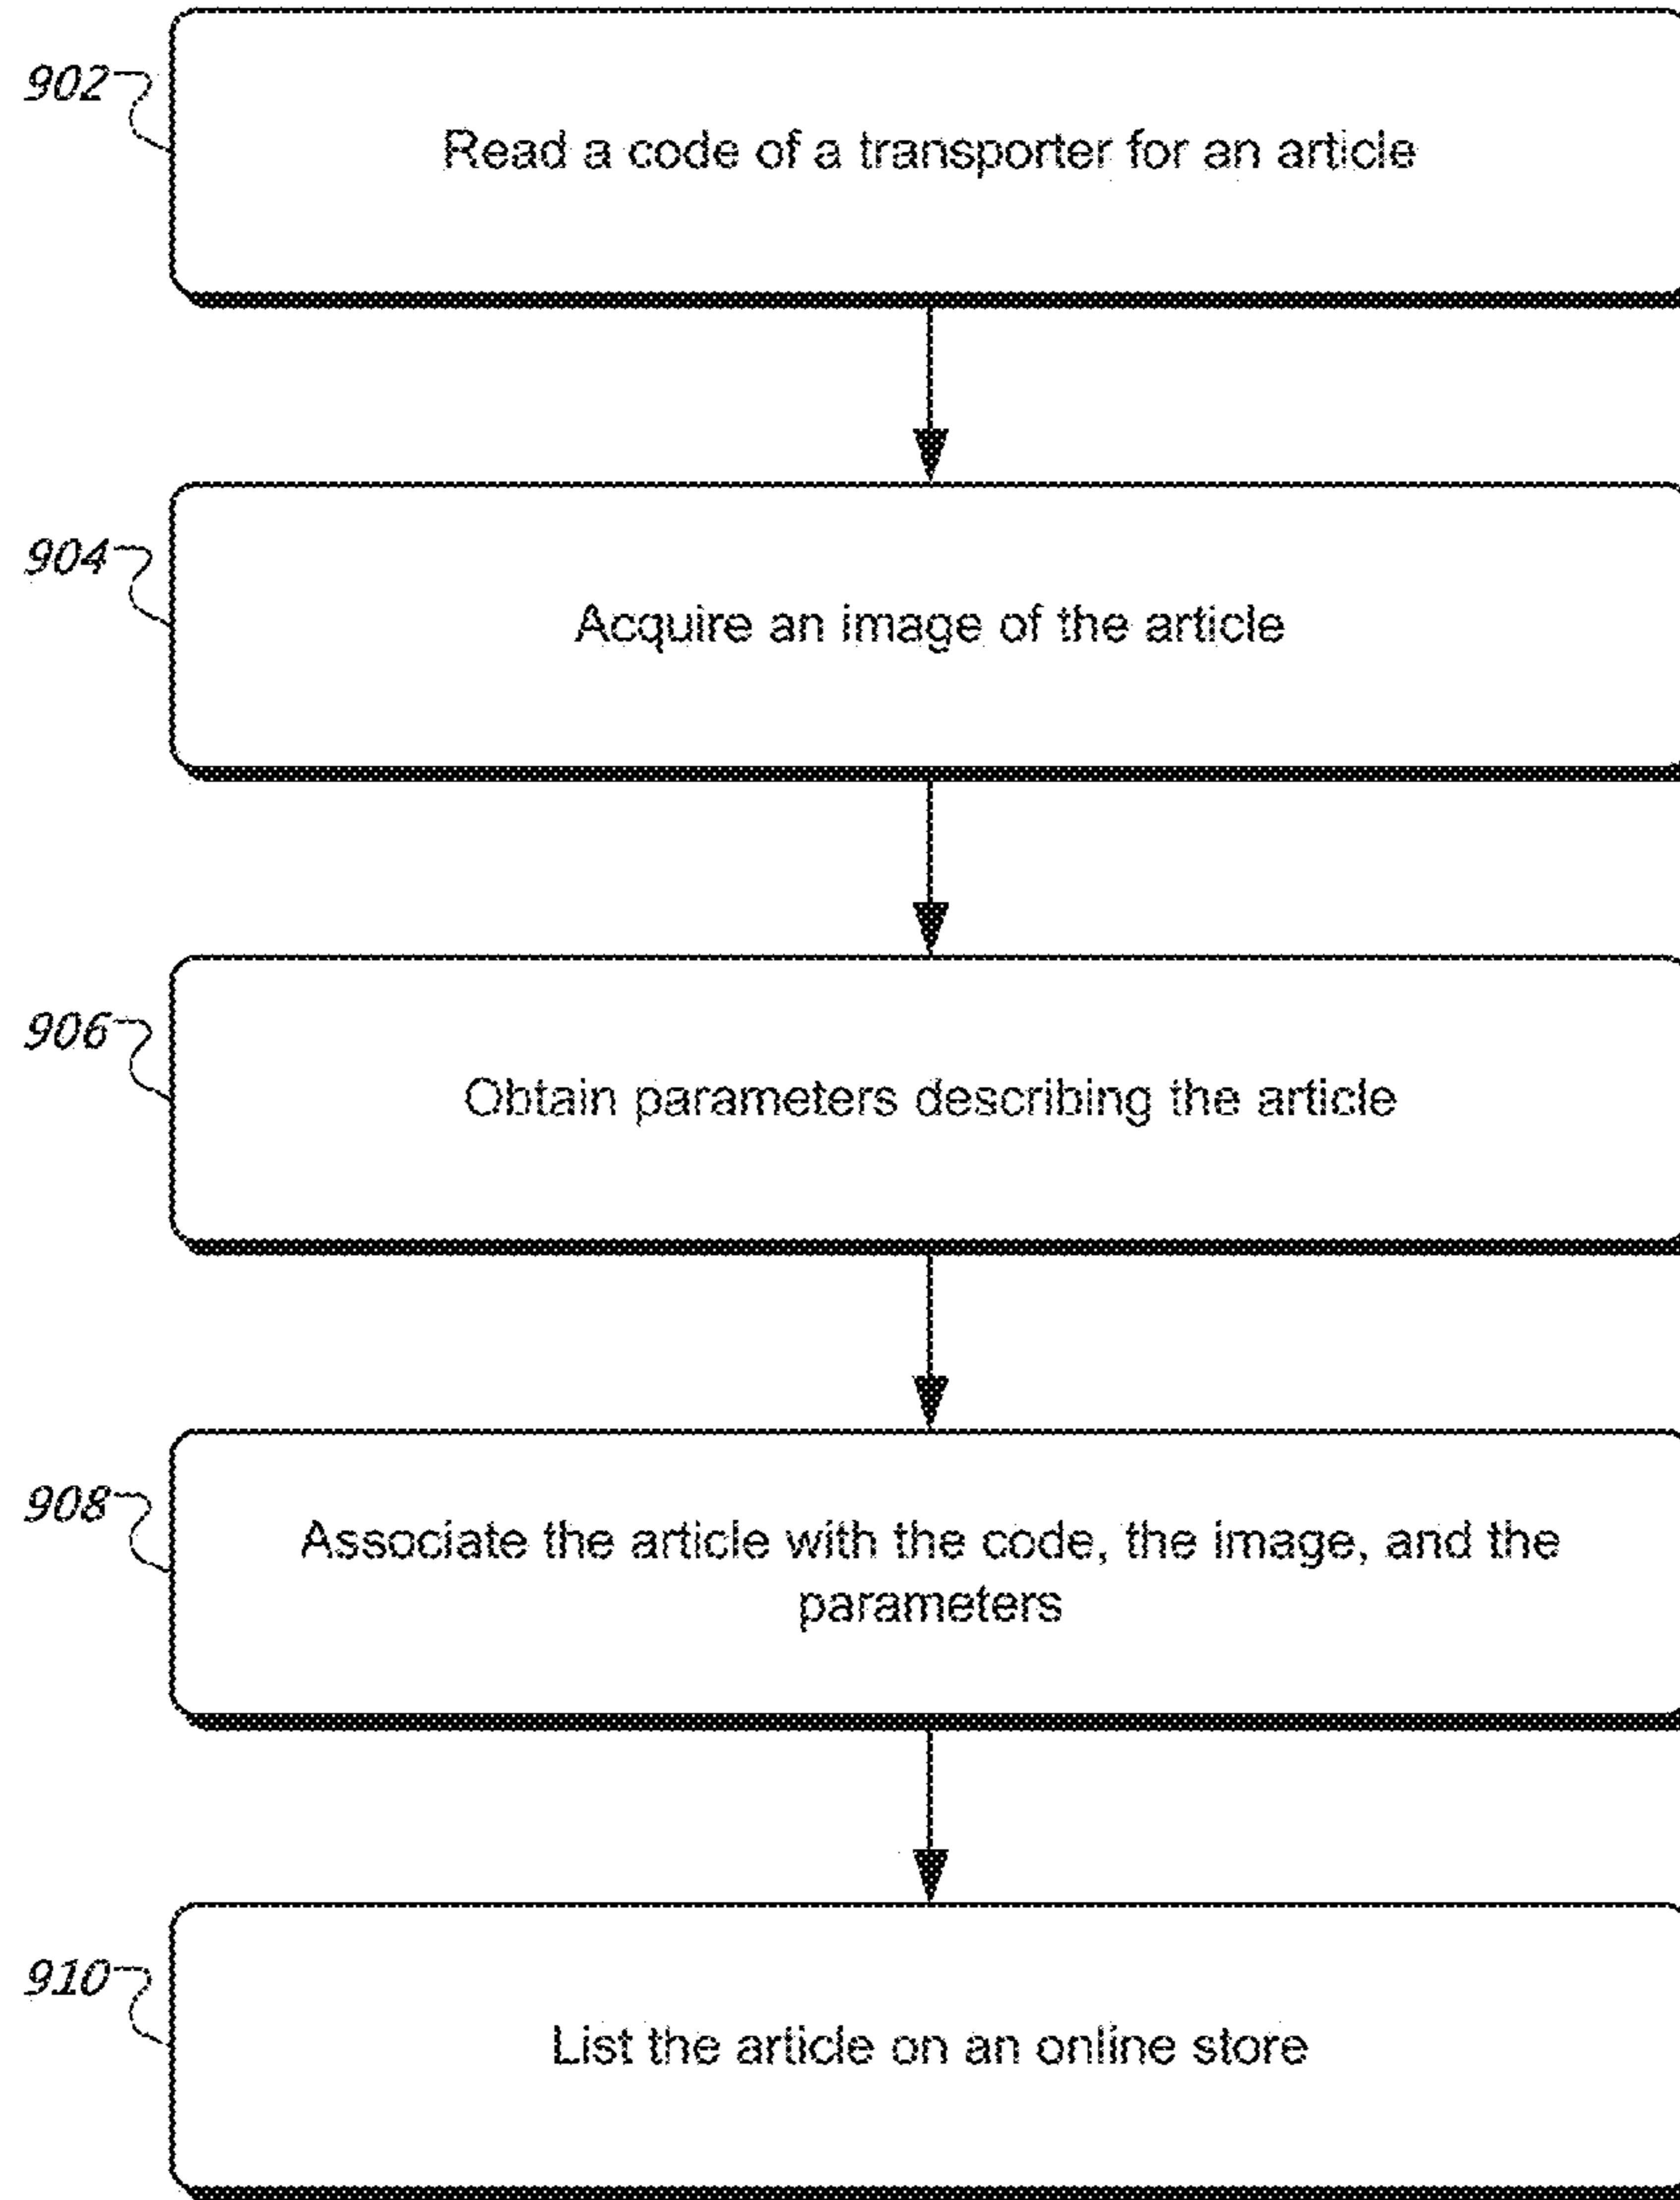 902
Read a code of a transporter for an article
904
Acquire an image of the article
906
Obtain parameters describing the article
908
Associate the article with the code, the image, and the
parameters
910
List the article on an online store